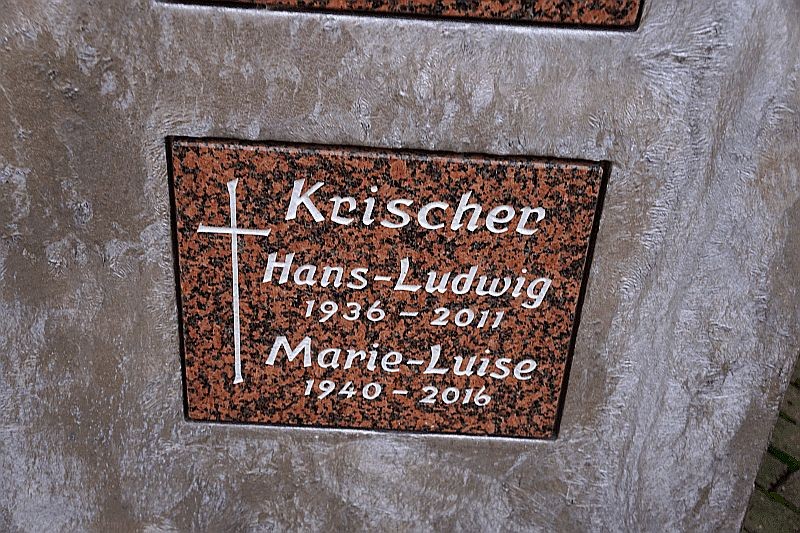 Krischer
Hans-Ludwig
1936 - 2011
Marie-Luise
1940 - 2016